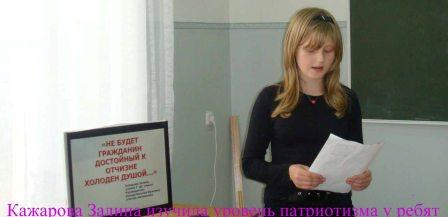 «НЕ БУДЕТ
ГРАЖДАНИН
ДОСТОЙНЫЙ К
ОТЧИЗНЕ
ХОЛОДЕН ДУШОЙ...»
Кажарова Залина изучила уровень патриотизма у ребят